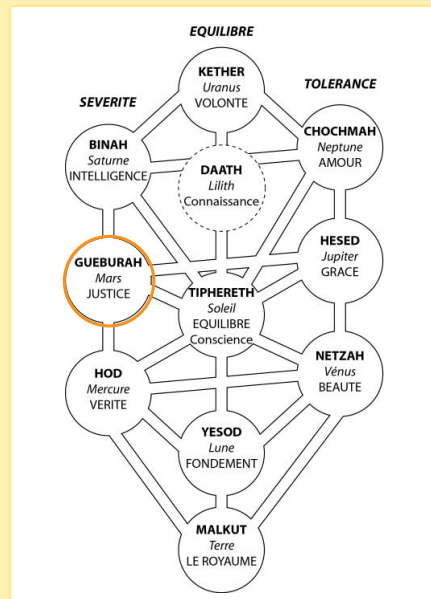 EQUILIBRE
KETHER
Uranus
VOLONTE
SEVERITE
TOLERANCE
BINAH
Saturne
INTELLIGENCE
CHOCHMAH
Neptune
AMOUR
DAATH
Lilith
Connaissance
GUEBURAH
Mars
JUSTICE
HESED
Jupiter
GRACE
TIPHERETH
Soleil
EQUILIBRE
Conscience
HOD
Mercure
VERITE
NETZAH
Vénus
BEAUTE
YESOD
Lune
FONDEMENT
MALKUT
Terre
LE ROYAUME